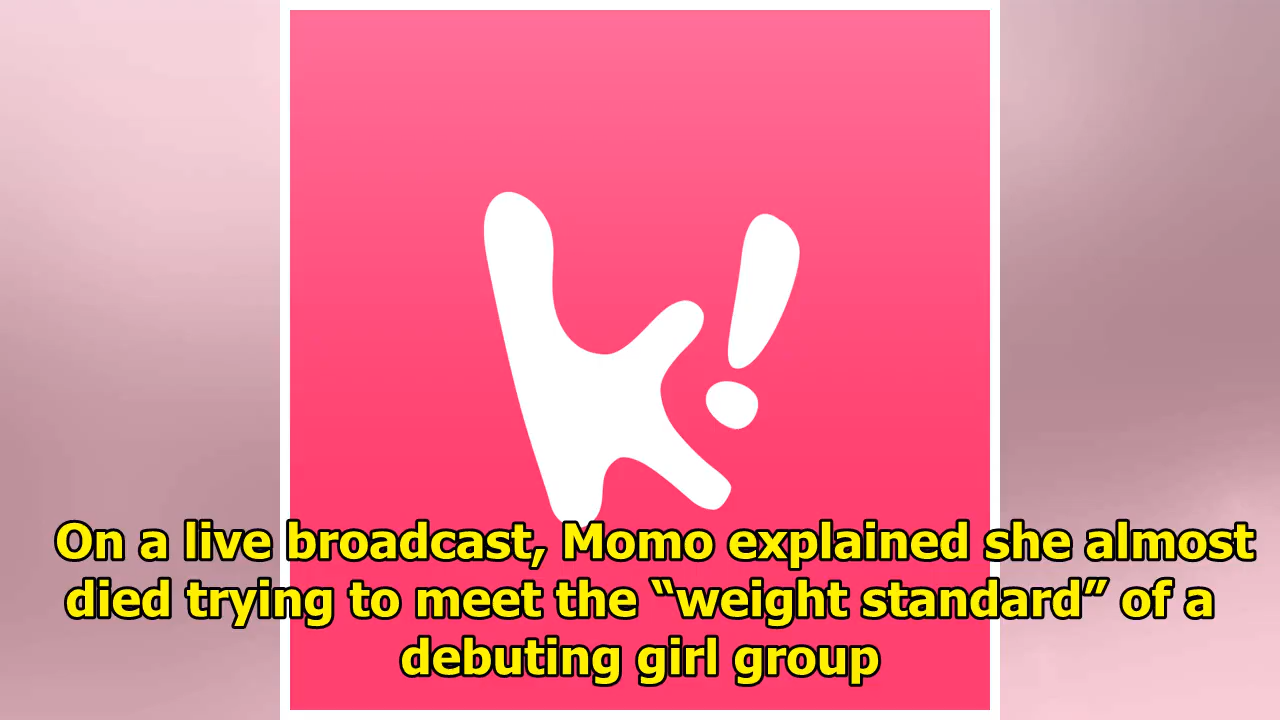 k!
On a live broadcast, Momo explained she almost
died trying to meet the “weight standard” of a
debuting girl group